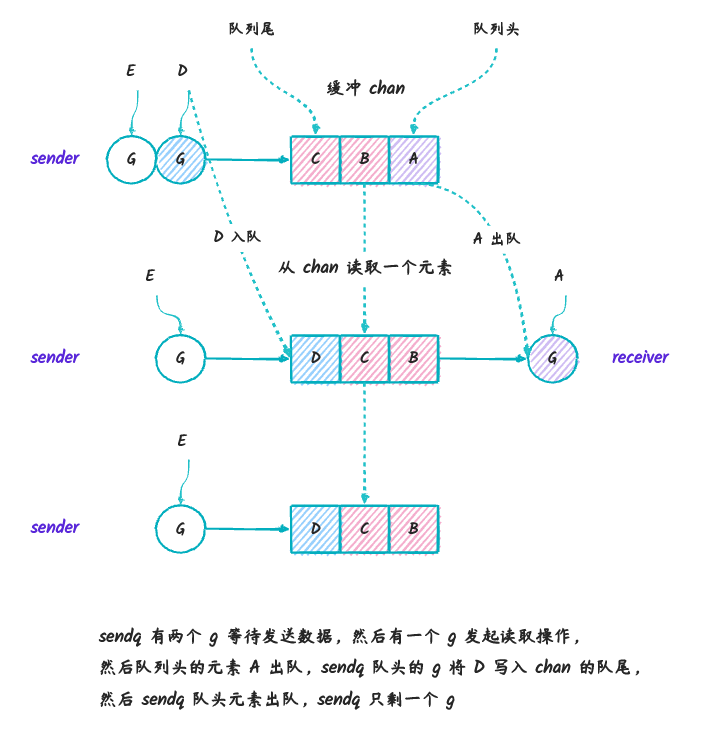 队列尾 队列头
E D 缓冲 chan
sender G G C B A
D 入队 A 出队
从 chan 读取一个元素
E A
sender G D C B G receiver
E
sender G D C B
sendq 有两个 g 等待发送数据，然后有一个 g 发起读取操作，
然后队列头的元素 A 出队，sendq 队头的 g 将 D 写入 chan 的队尾，
然后 sendq 队头元素出队，sendq 只剩一个 g